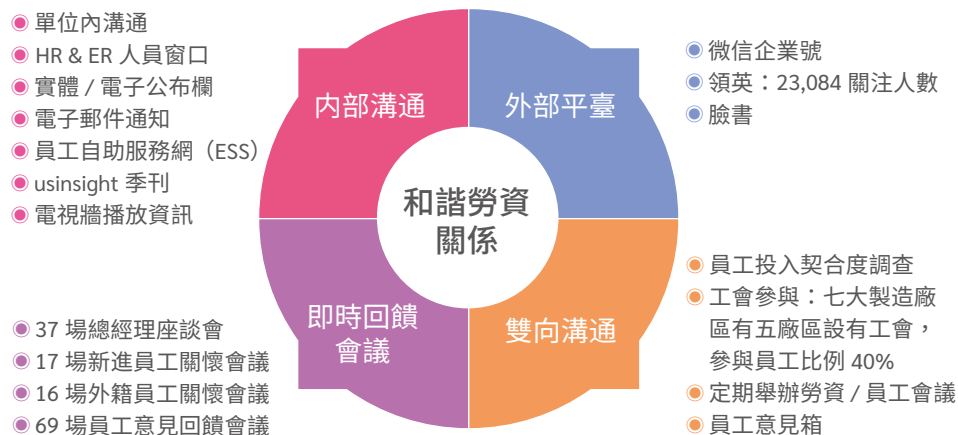 單位內溝通
HR & ER 人員窗口
實體 / 電子公布欄
電子郵件通知
員工自助服務網（ESS）
usinsight 季刊
電視牆播放資訊
內部溝通
外部平臺
微信企業號
領英：23,084 關注人數
臉書
和諧勞資
關係
37 場總經理座談會
17 場新進員工關懷會議
16 場外籍員工關懷會議
69 場員工意見回饋會議
即時回饋
會議
雙向溝通
員工投入契合度調查
工會參與：七大製造廠
區有五廠區設有工會，
參與員工比例 40%
定期舉辦勞資 / 員工會議
員工意見箱